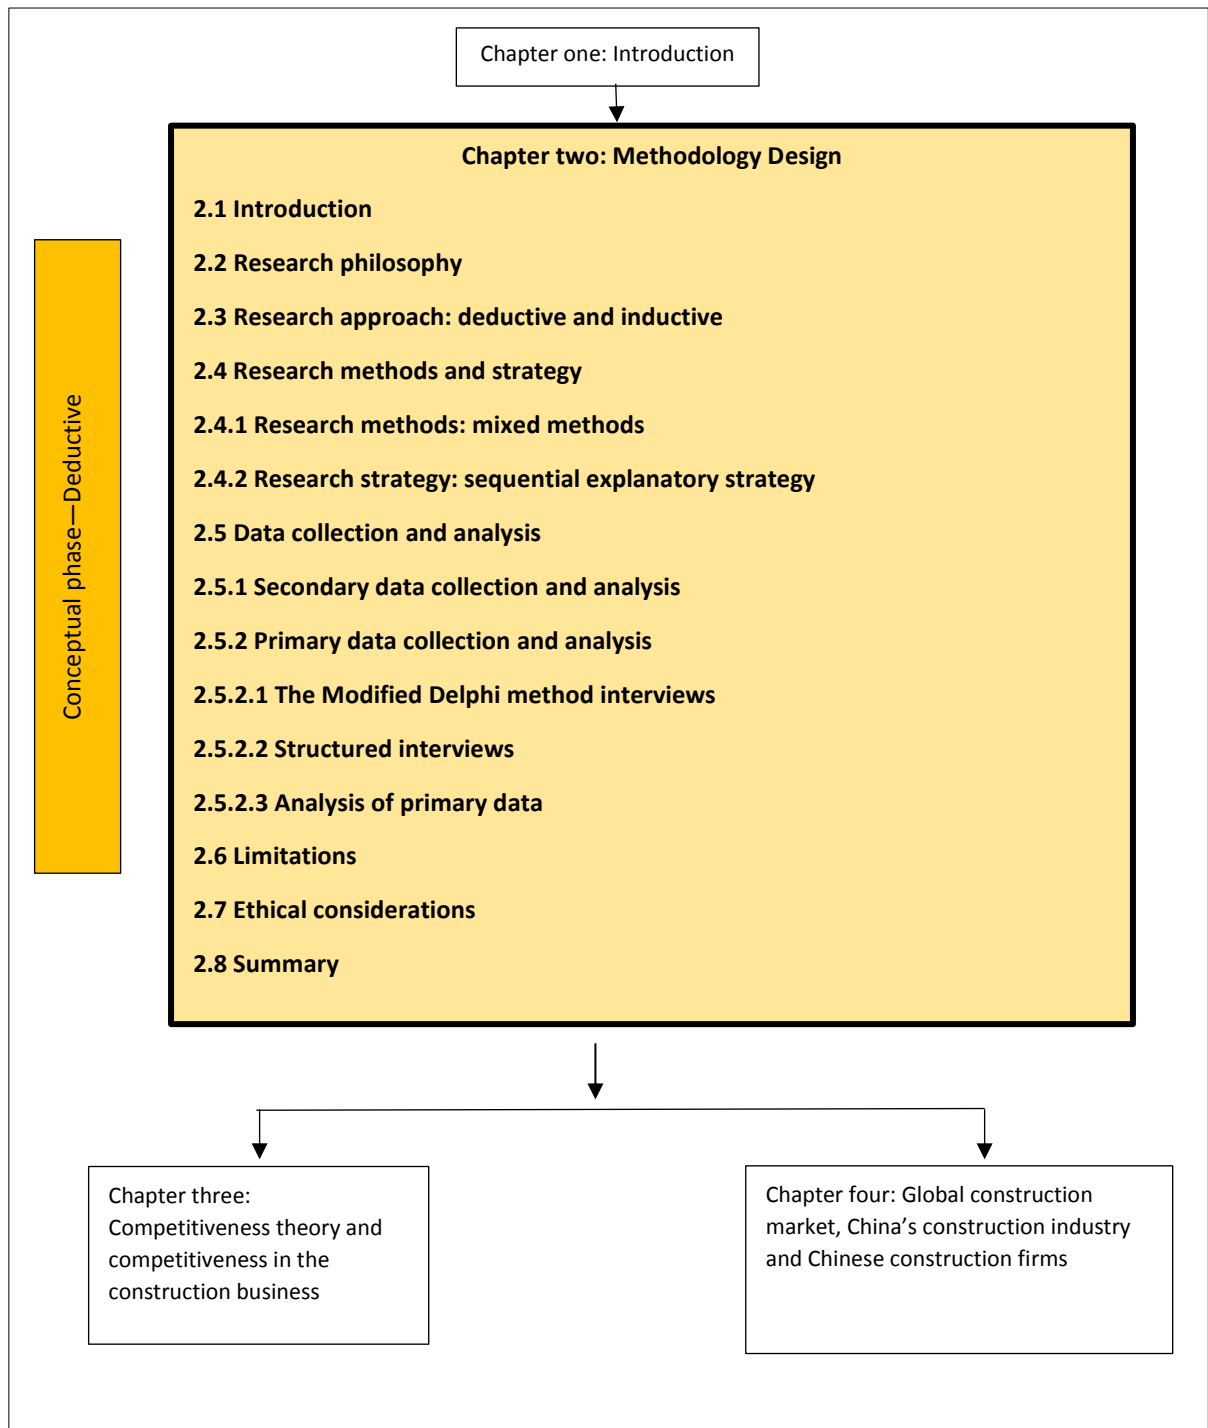 Chapter one: Introduction
Chapter two: Methodology Design
2.1 Introduction
2.2 Research philosophy
2.3 Research approach: deductive and inductive
2.4 Research methods and strategy
2.4.1 Research methods: mixed methods
2.4.2 Research strategy: sequential explanatory strategy
2.5 Data collection and analysis
2.5.1 Secondary data collection and analysis
2.5.2 Primary data collection and analysis
2.5.2.1 The Modified Delphi method interviews
2.5.2.2 Structured interviews
2.5.2.3 Analysis of primary data
2.6 Limitations
2.7 Ethical considerations
2.8 Summary
Conceptual phase—Deductive
Chapter three:
Competitiveness theory and
competitiveness in the
construction business
Chapter four: Global construction
market, China’s construction industry
and Chinese construction firms